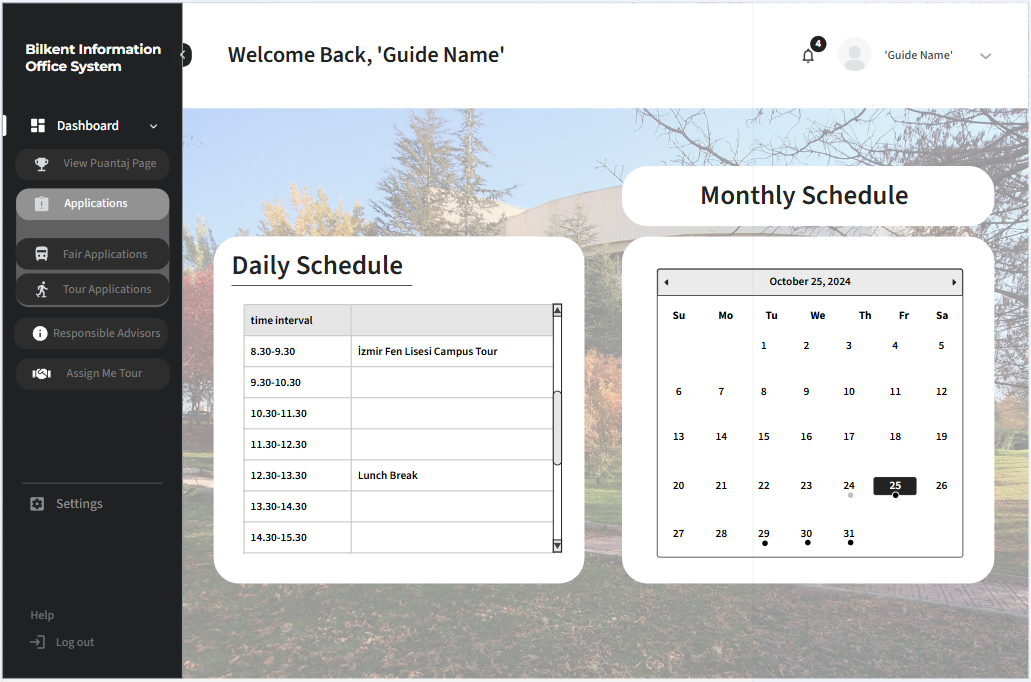 Bilkent Information
Office System
Welcome Back, 'Guide Name'
4
'Guide Name'
Dashboard
View Puantaj Page
Applications
Fair Applications
Tour Applications
Responsible Advisors
Assign Me Tour
Settings
Help
Log out
Daily Schedule
time interval
8.30-9.30 İzmir Fen Lisesi Campus Tour
9.30-10.30
10.30-11.30
11.30-12.30
12.30-13.30 Lunch Break
13.30-14.30
14.30-15.30
Monthly Schedule
October 25, 2024
Su Mo Tu We Th Fr Sa
1 2 3 4 5
6 7 8 9 10 11 12
13 14 15 16 17 18 19
20 21 22 23 24 25 26
27 28 29 30 31